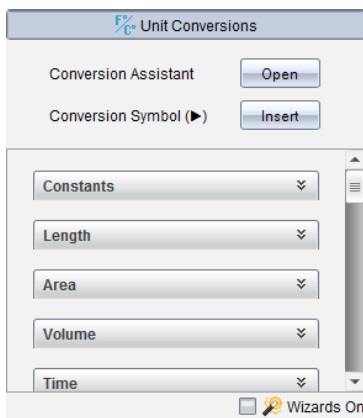 F°/C° Unit Conversions
Conversion Assistant Open
Conversion Symbol (►) Insert
Constants
Length
Area
Volume
Time
Wizards On